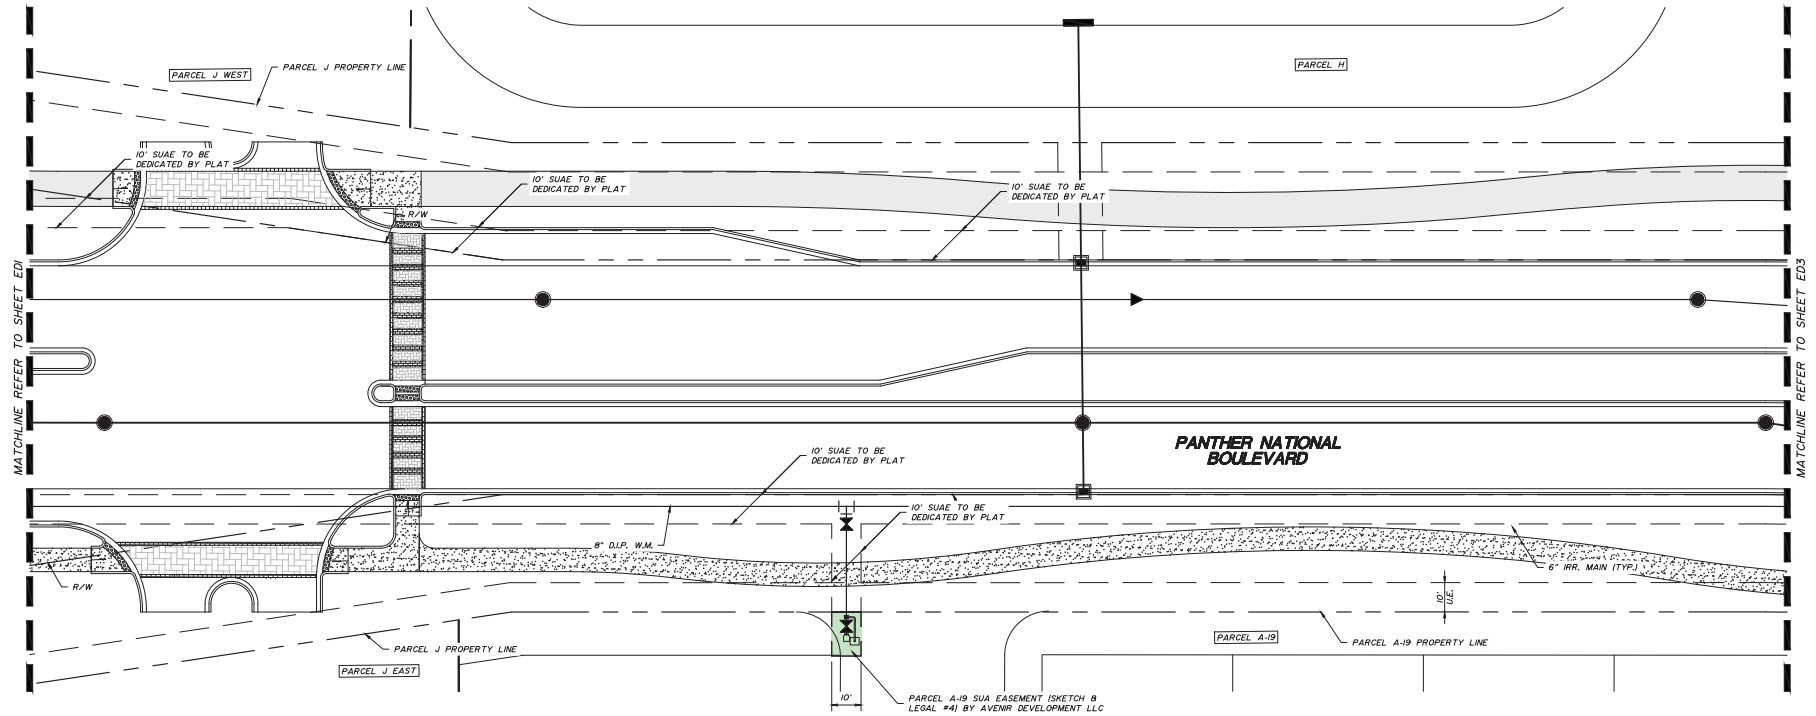 PARCEL J WEST
PARCEL J PROPERTY LINE
PARCEL H
10' SUAE TO BE
DEDICATED BY PLAT
10' SUAE TO BE
DEDICATED BY PLAT
10' SUAE TO BE
DEDICATED BY PLAT
R/W
MATCHLINE REFER TO SHEET ED1
MATCHLINE REFER TO SHEET ED3
PANTHER NATIONAL
BOULEVARD
10' SUAE TO BE
DEDICATED BY PLAT
10' SUAE TO BE
DEDICATED BY PLAT
8" D.I.P. W.M.
6" IRR. MAIN (TYP.)
R/W
10'
U.E.
PARCEL J PROPERTY LINE
PARCEL J EAST
PARCEL A-19
PARCEL A-19 PROPERTY LINE
10'
PARCEL A-19 SUA EASEMENT (SKETCH &
LEGAL #4) BY AVENIR DEVELOPMENT LLC